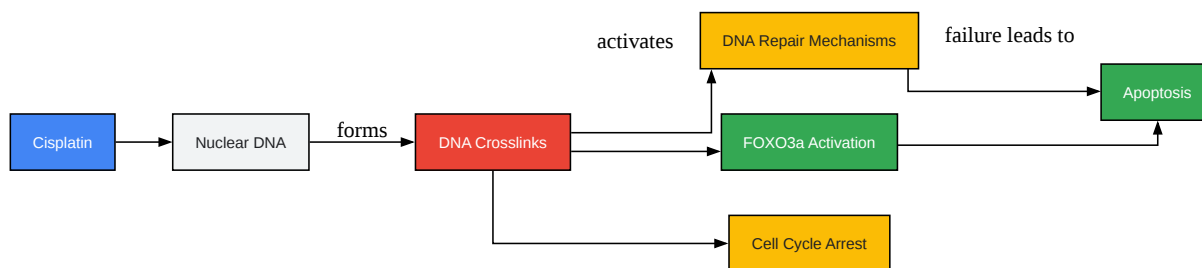 activates
DNA Repair Mechanisms
failure leads to
Apoptosis
Cisplatin
Nuclear DNA
forms
DNA Crosslinks
FOXO3a Activation
Cell Cycle Arrest